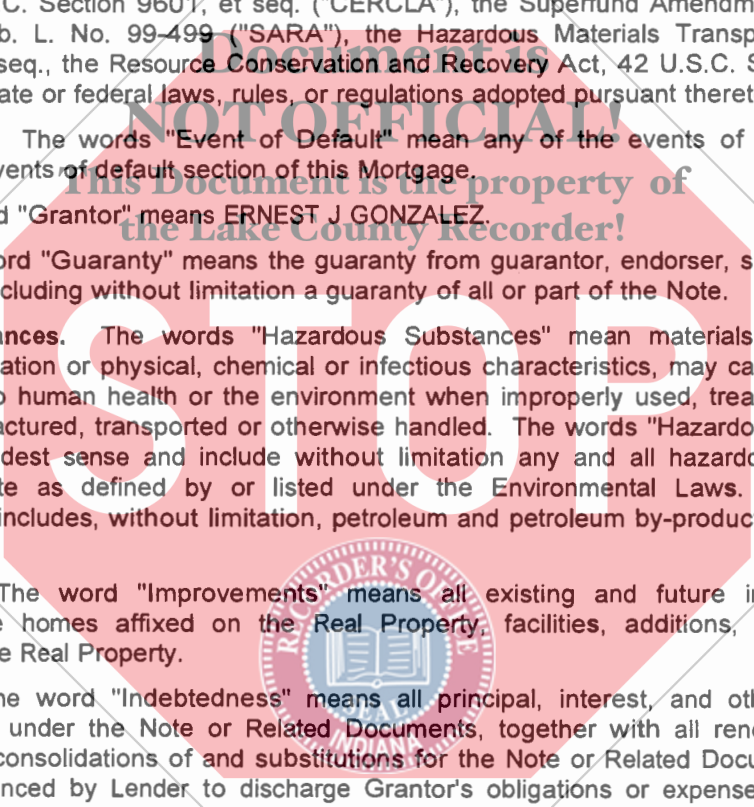 C. Section 9601, et seq. ("CERCLA"), the Superfund Amendm
b. L. No. 99-499 ("SARA"), the Hazardous Materials Transp
seq., the Resource Conservation and Recovery Act, 42 U.S.C. S
ate or federal laws, rules, or regulations adopted pursuant theret
Document is
NOT OFFICIAL!
This Document is the property of
the Lake County Recorder!
The words "Event of Default" mean any of the events of
vents of default section of this Mortgage.
d "Grantor" means ERNEST J GONZALEZ.
ord "Guaranty" means the guaranty from guarantor, endorser, s
cluding without limitation a guaranty of all or part of the Note.
STOP
nces. The words "Hazardous Substances" mean materials
ation or physical, chemical or infectious characteristics, may ca
o human health or the environment when improperly used, trea
actured, transported or otherwise handled. The words "Hazardo
dest sense and include without limitation any and all hazardo
te as defined by or listed under the Environmental Laws.
includes, without limitation, petroleum and petroleum by-produc
The word "Improvements" means all existing and future i
e homes affixed on the Real Property, facilities, additions,
e Real Property.
RECORDER'S OFFICE
SEAL
INDIANA
he word "Indebtedness" means all principal, interest, and oth
under the Note or Related Documents, together with all rene
consolidations of and substitutions for the Note or Related Docu
nced by Lender to discharge Grantor's obligations or expense